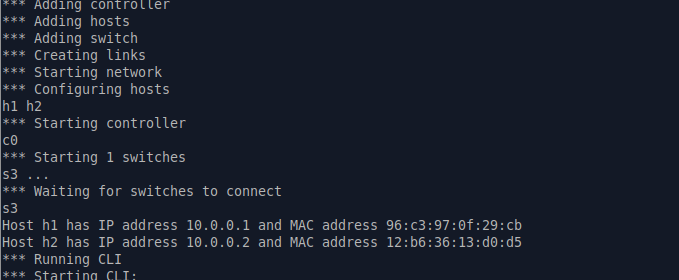 *** Adding controller
*** Adding hosts
*** Adding switch
*** Creating links
*** Starting network
*** Configuring hosts
h1 h2
*** Starting controller
c0
*** Starting 1 switches
s3 ...
*** Waiting for switches to connect
s3
Host h1 has IP address 10.0.0.1 and MAC address 96:c3:97:0f:29:cb
Host h2 has IP address 10.0.0.2 and MAC address 12:b6:36:13:d0:d5
*** Running CLI
*** Starting CLI: